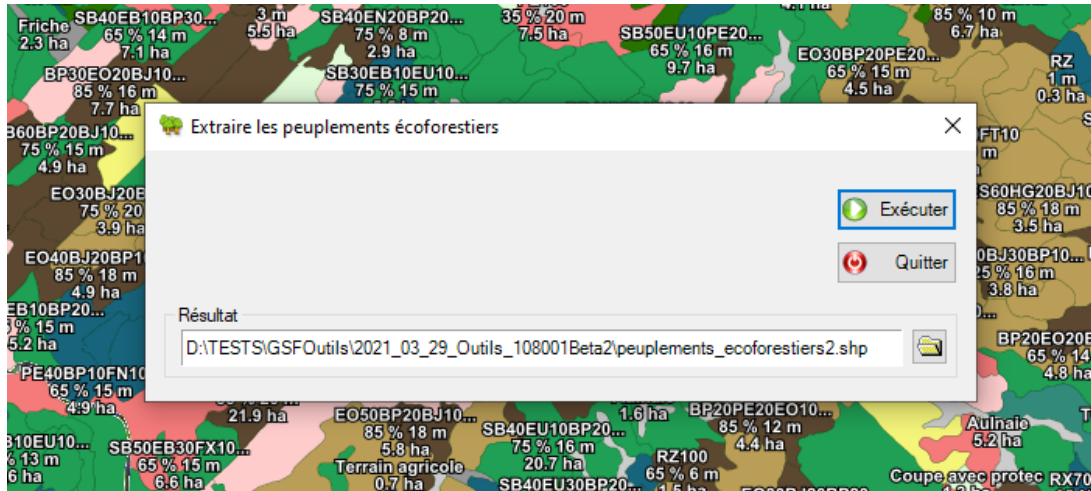 Friche
2.3 ha
SB40EB10BP30...
65 % 14 m
7.1 ha
3 m
5.5 ha
SB40EN20BP20...
75 % 8 m
2.9 ha
35 % 20 m
7.5 ha
SB50EU10PE20...
65 % 16 m
9.7 ha
EO30BP20PE20...
65 % 15 m
4.5 ha
85 % 10 m
6.7 ha
RZ
1 m
0.3 ha
BP30EO20BJ10...
85 % 16 m
7.7 ha
SB30EB10EU10...
75 % 15 m
B60BP20BJ10...
75 % 15 m
4.9 ha
EO30BJ20B
75 % 20
3.9 ha
EO40BJ20BP1
85 % 18 m
4.9 ha
EB10BP20...
% 15 m
5.2 ha
PE40BP10FN10
65 % 15 m
4.9 ha
Extraire les peuplements écoforestiers
Exécuter
Quitter
Résultat
D:\TESTS\GSFOutils\2021_03_29_Outils_108001Beta2\peuplements_ecoforestiers2.shp
FT10
m
S60HG20BJ10
85 % 18 m
3.5 ha
0BJ30BP10...
25 % 16 m
3.8 ha
BP20EO20E
65 % 14
4.8 ha
21.9 ha
B10EU10...
% 13 m
6 ha
SB50EB30FX10...
65 % 15 m
6.6 ha
EO50BP20BJ10...
85 % 18 m
5.8 ha
Terrain agricole
0.7 ha
SB40EU10BP20...
75 % 16 m
20.7 ha
SB40EU30BP20...
1.6 ha
RZ100
65 % 6 m
BP20PE20EO10...
85 % 12 m
4.4 ha
Aulnaie
5.2 ha
Coupe avec protec